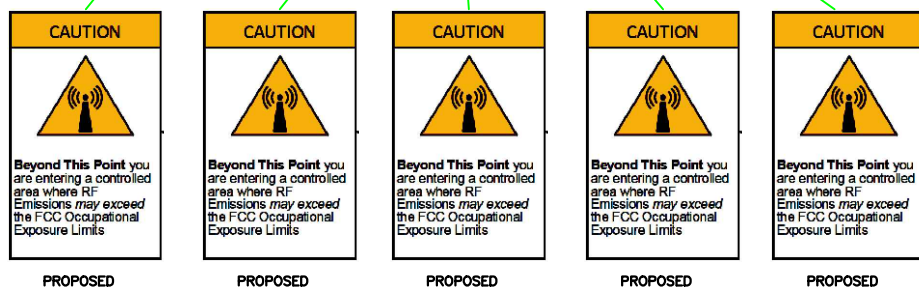 CAUTION
Beyond This Point you
are entering a controlled
area where RF
Emissions may exceed
the FCC Occupational
Exposure Limits
PROPOSED
CAUTION
Beyond This Point you
are entering a controlled
area where RF
Emissions may exceed
the FCC Occupational
Exposure Limits
PROPOSED
CAUTION
Beyond This Point you
are entering a controlled
area where RF
Emissions may exceed
the FCC Occupational
Exposure Limits
PROPOSED
CAUTION
Beyond This Point you
are entering a controlled
area where RF
Emissions may exceed
the FCC Occupational
Exposure Limits
PROPOSED
CAUTION
Beyond This Point you
are entering a controlled
area where RF
Emissions may exceed
the FCC Occupational
Exposure Limits
PROPOSED